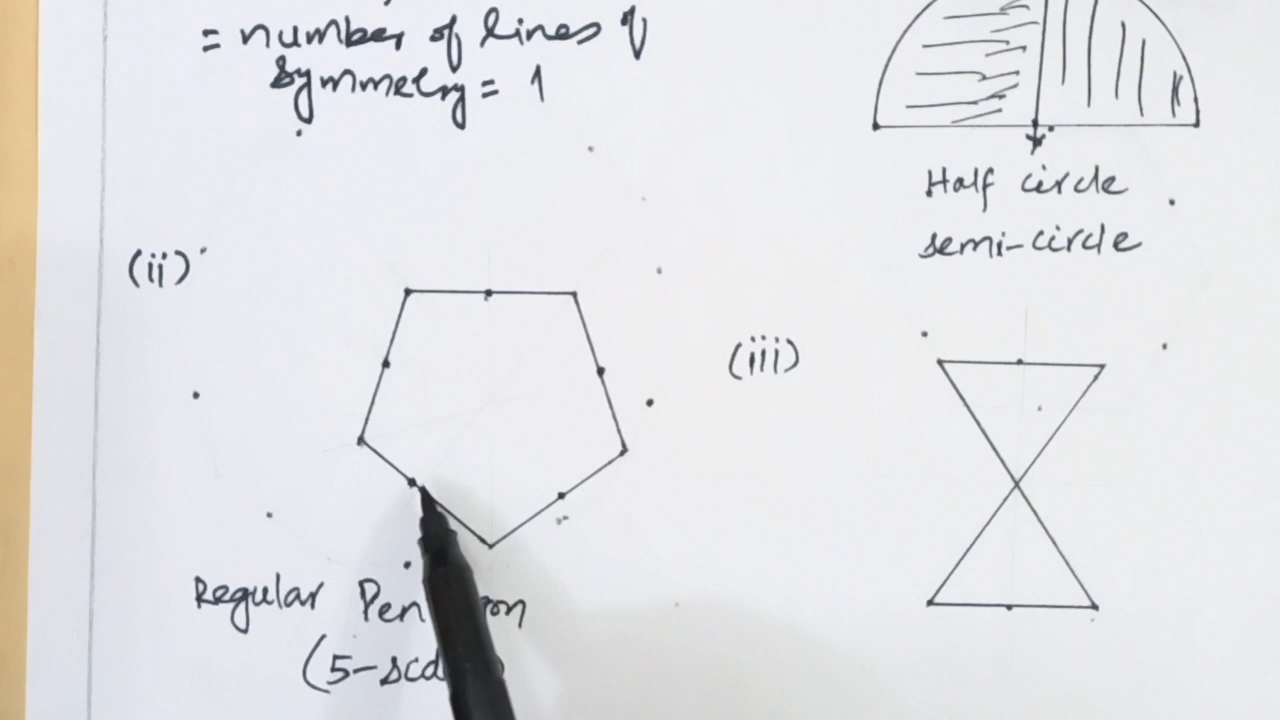 = number of lines of
symmetry = 1
Half circle
semi-circle
(ii)
(iii)
Regular